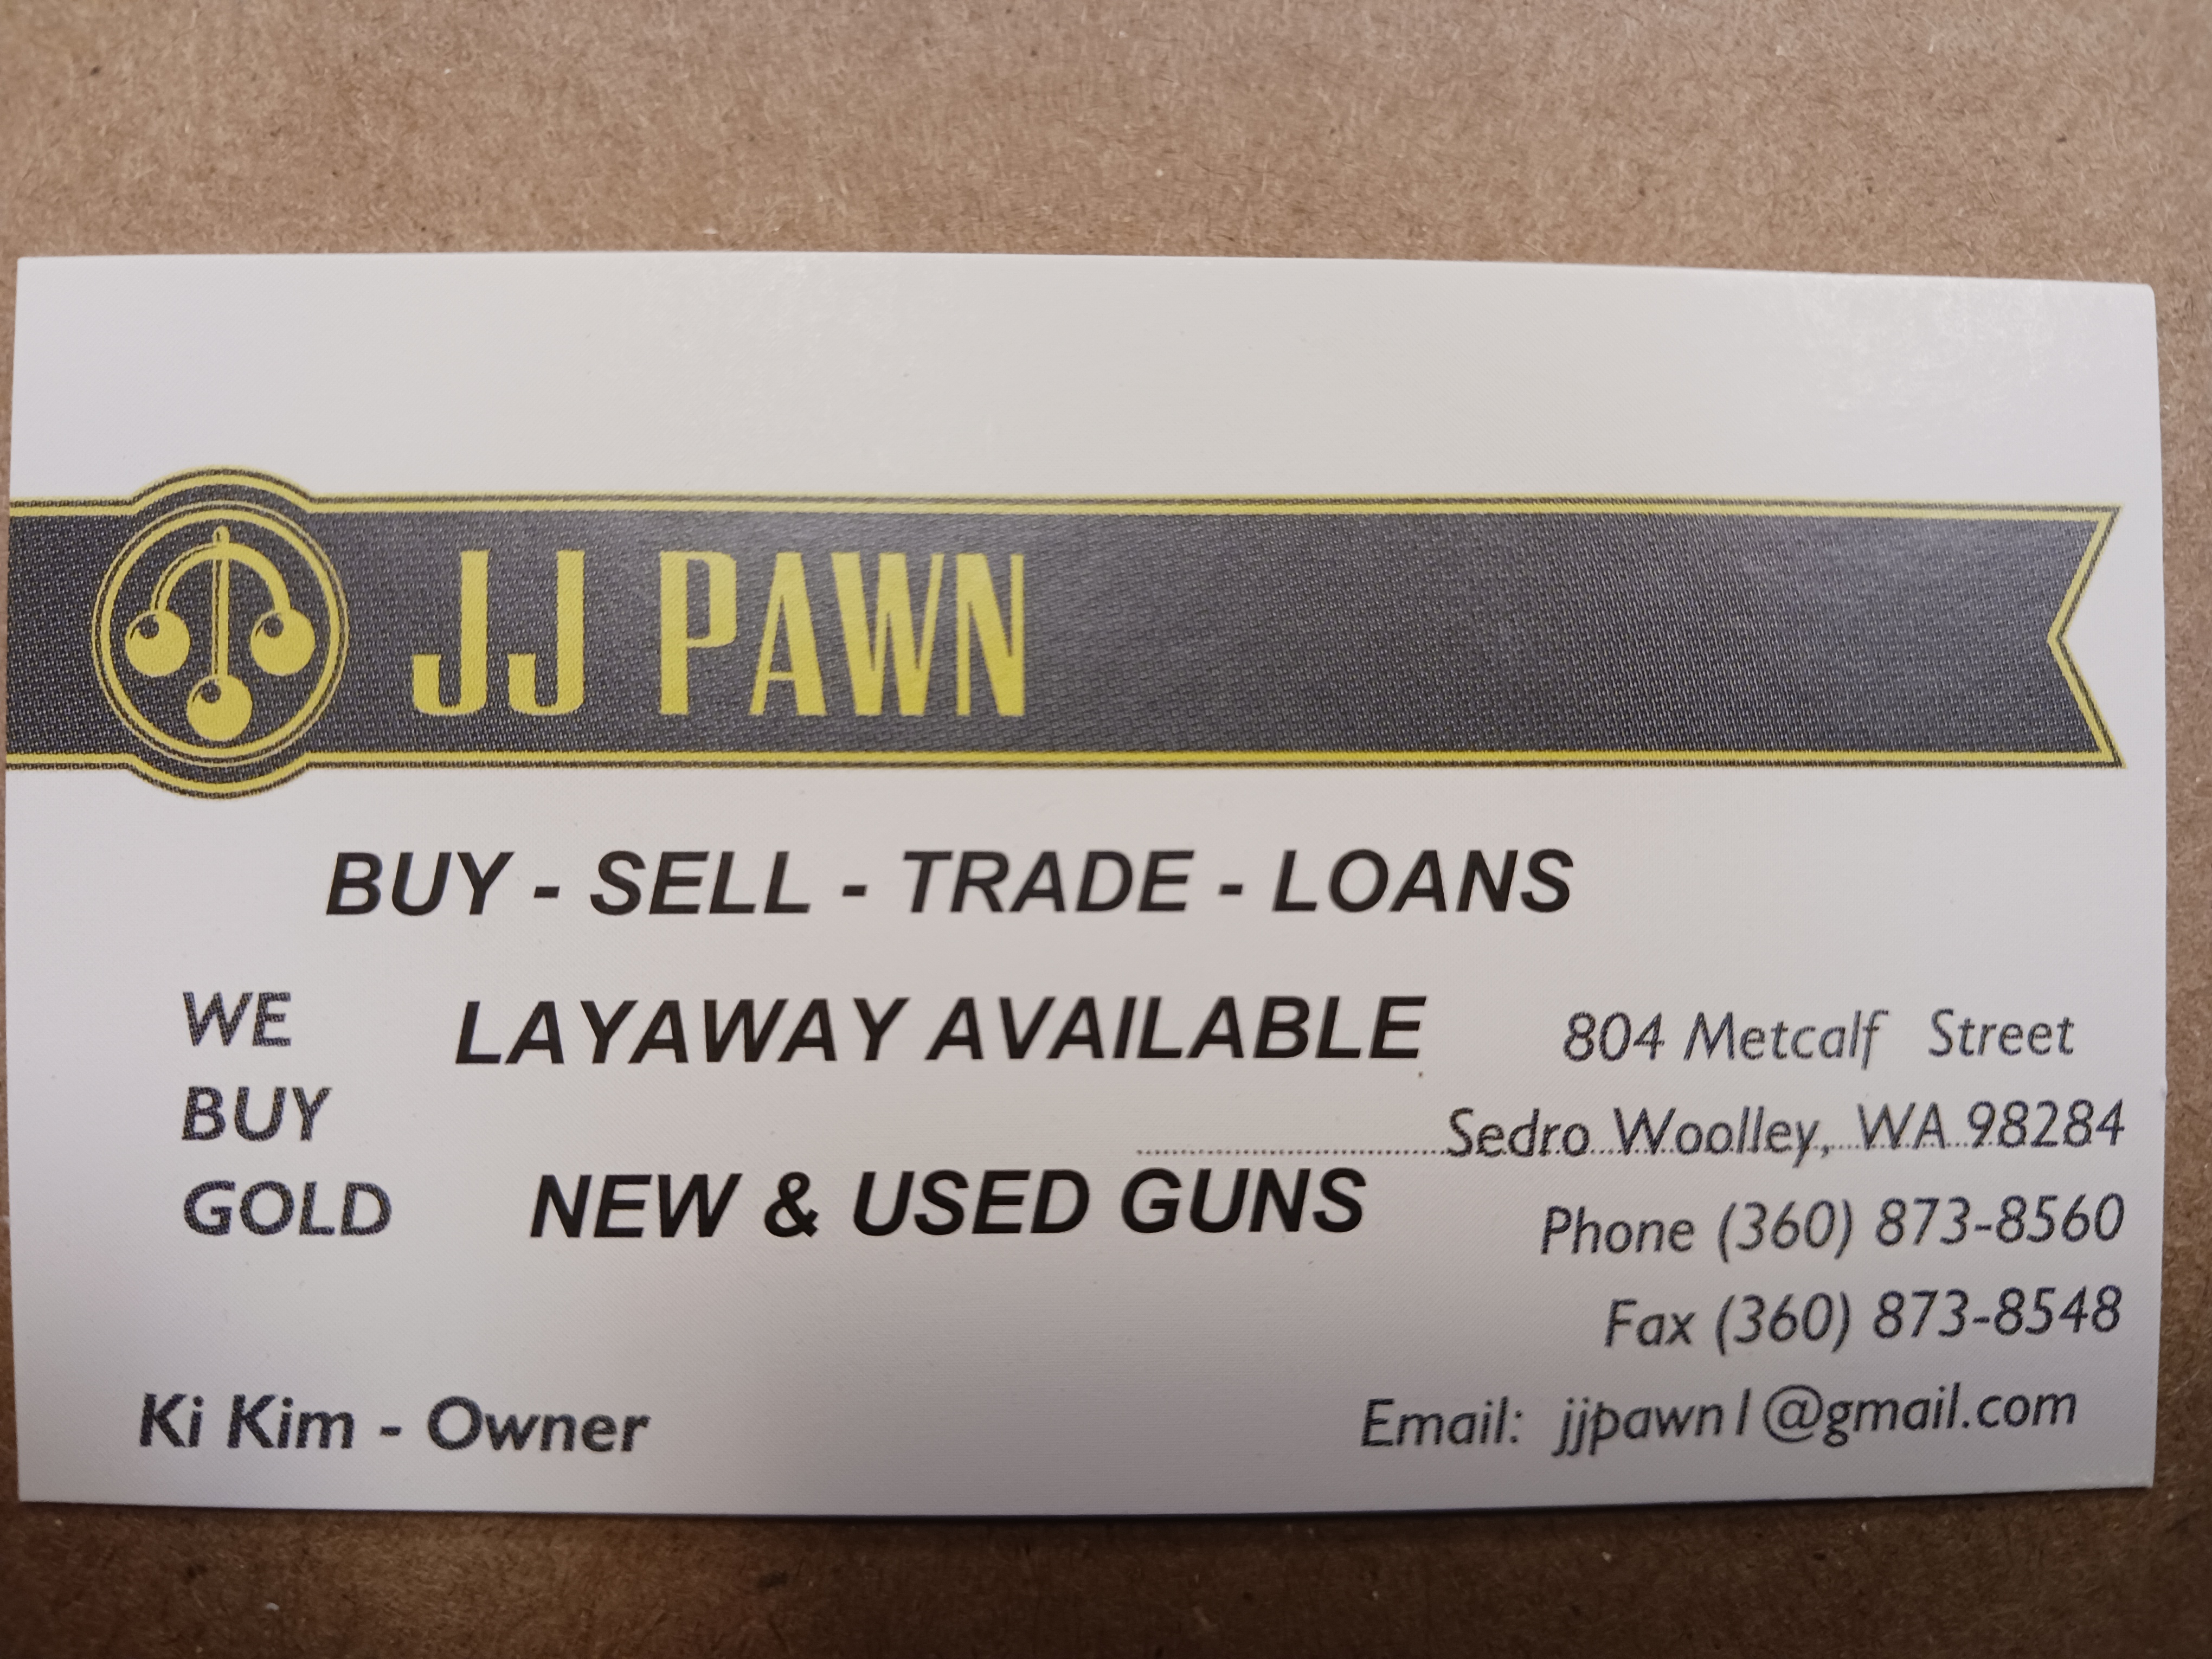 JJ PAWN
BUY - SELL - TRADE - LOANS
WE
BUY
GOLD
LAYAWAY AVAILABLE
NEW & USED GUNS
804 Metcalf Street
Sedro Woolley, WA 98284
Phone (360) 873-8560
Fax (360) 873-8548
Ki Kim - Owner
Email: jjpawn1@gmail.com